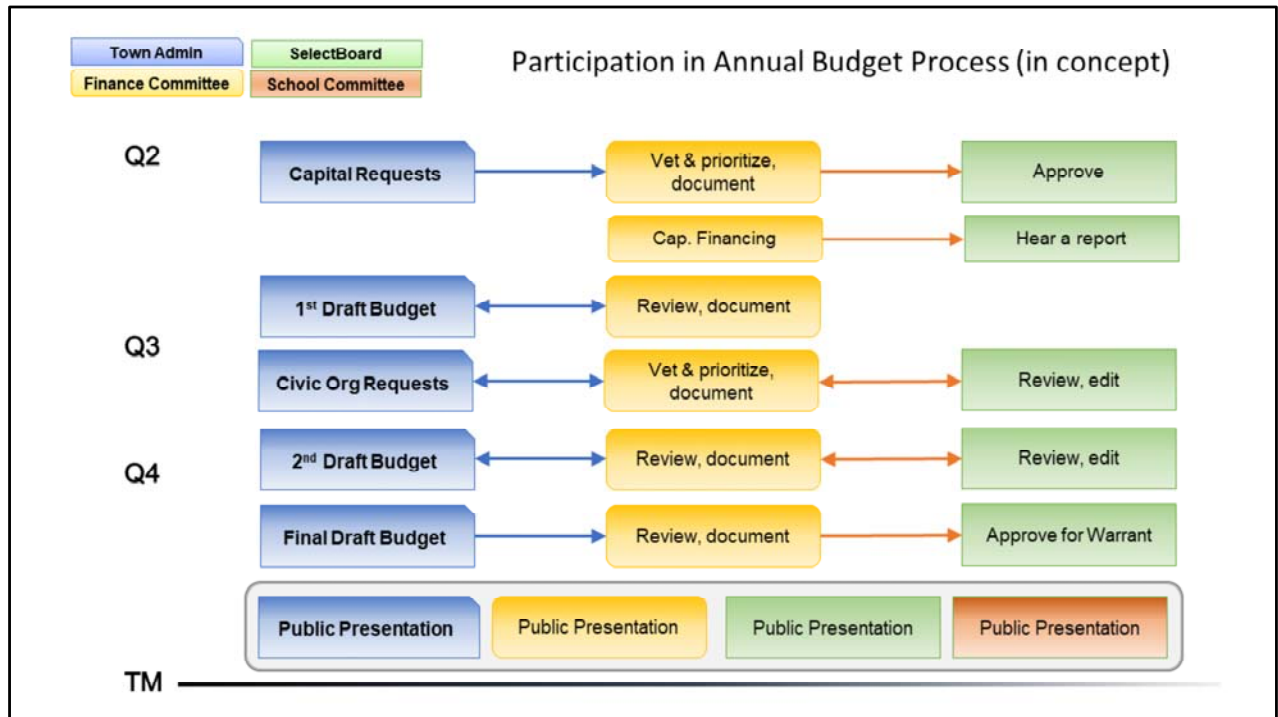 Town Admin
SelectBoard
Finance Committee
School Committee
Participation in Annual Budget Process (in concept)
Q2
Capital Requests
Vet & prioritize,
document
Approve
Cap. Financing
Hear a report
1st Draft Budget
Review, document
Q3
Civic Org Requests
Vet & prioritize,
document
Review, edit
Q4
2nd Draft Budget
Review, document
Review, edit
Final Draft Budget
Review, document
Approve for Warrant
Public Presentation
Public Presentation
Public Presentation
Public Presentation
TM